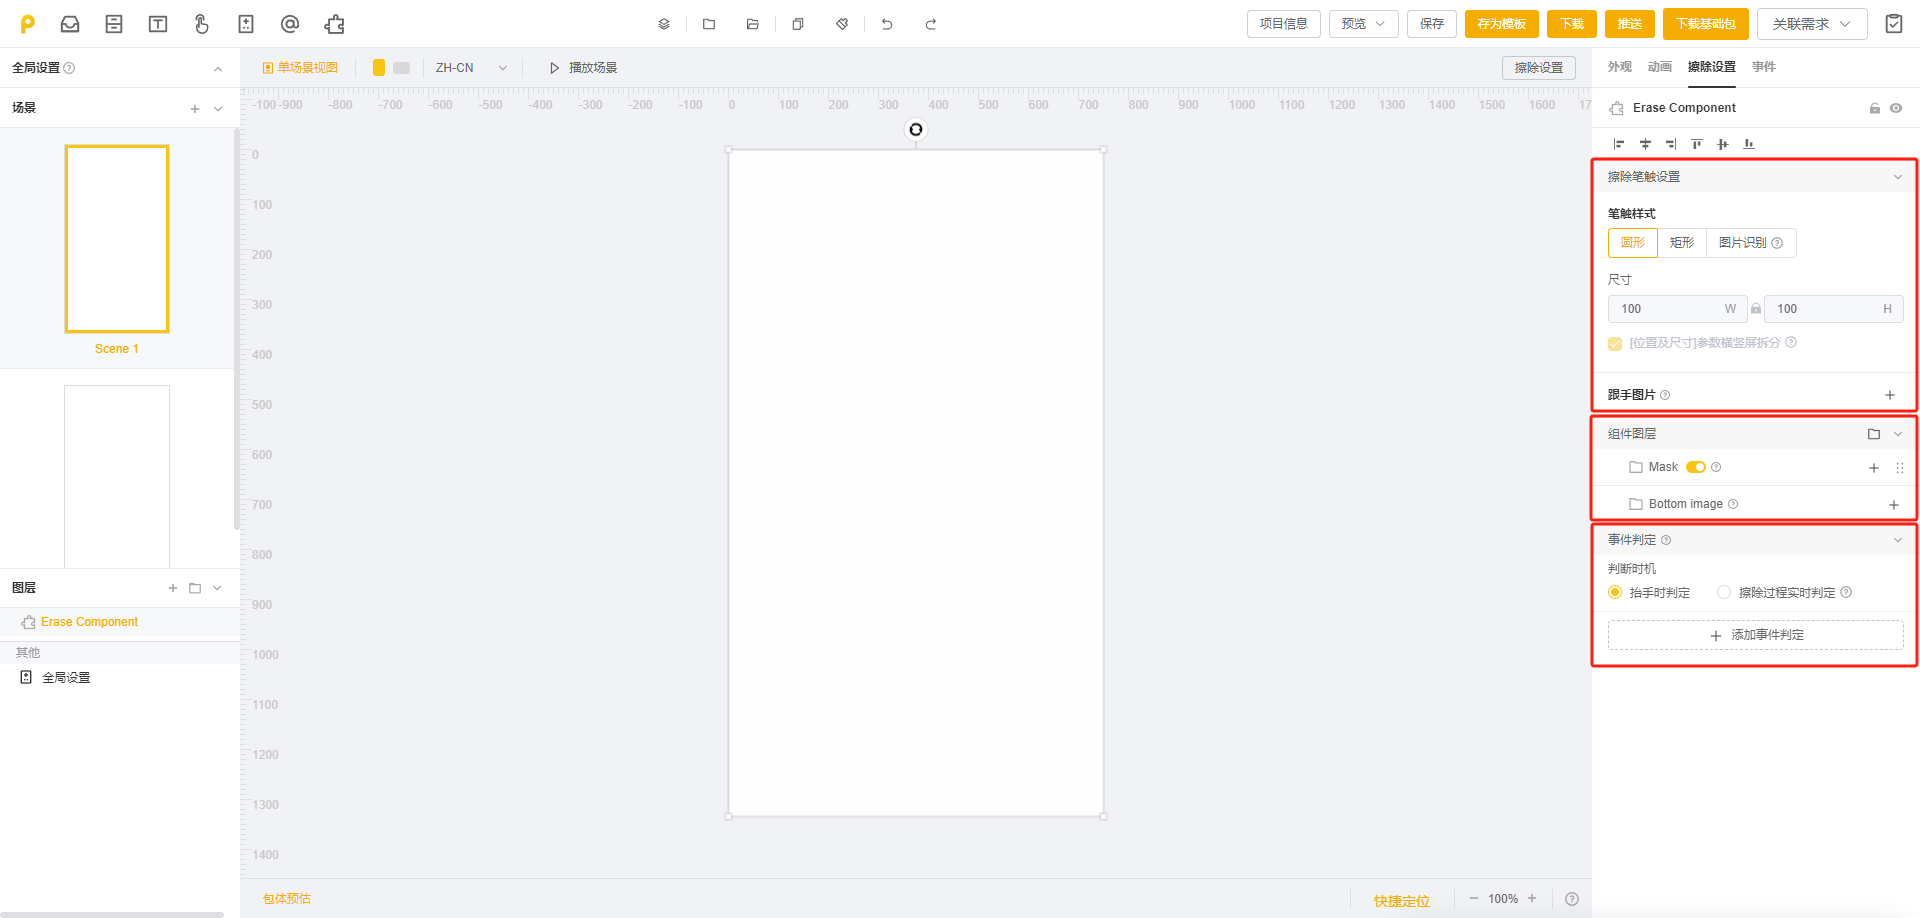 项目信息
预览
保存
存为模板
下载
推送
下载基础包
关联需求
全局设置
单场景视图
ZH-CN
播放场景
擦除设置
外观 动画 擦除设置 事件
场景
-100 -900 -800 -700 -600 -500 -400 -300 -200 -100 0 100 200 300 400 500 600 700 800 900 1000 1100 1200 1300 1400 1500 1600 17
Erase Component
0
100
200
300
400
500
600
700
800
900
1000
1100
1200
1300
1400
Scene 1
图层
Erase Component
其他
全局设置
擦除笔触设置
笔触样式
圆形 矩形 图片识别
尺寸
100 W 100 H
[位置及尺寸]参数横竖屏拆分
跟手图片
组件图层
Mask
Bottom image
事件判定
判断时机
抬手时判定 擦除过程实时判定
添加事件判定
包体预估
快捷定位
100%